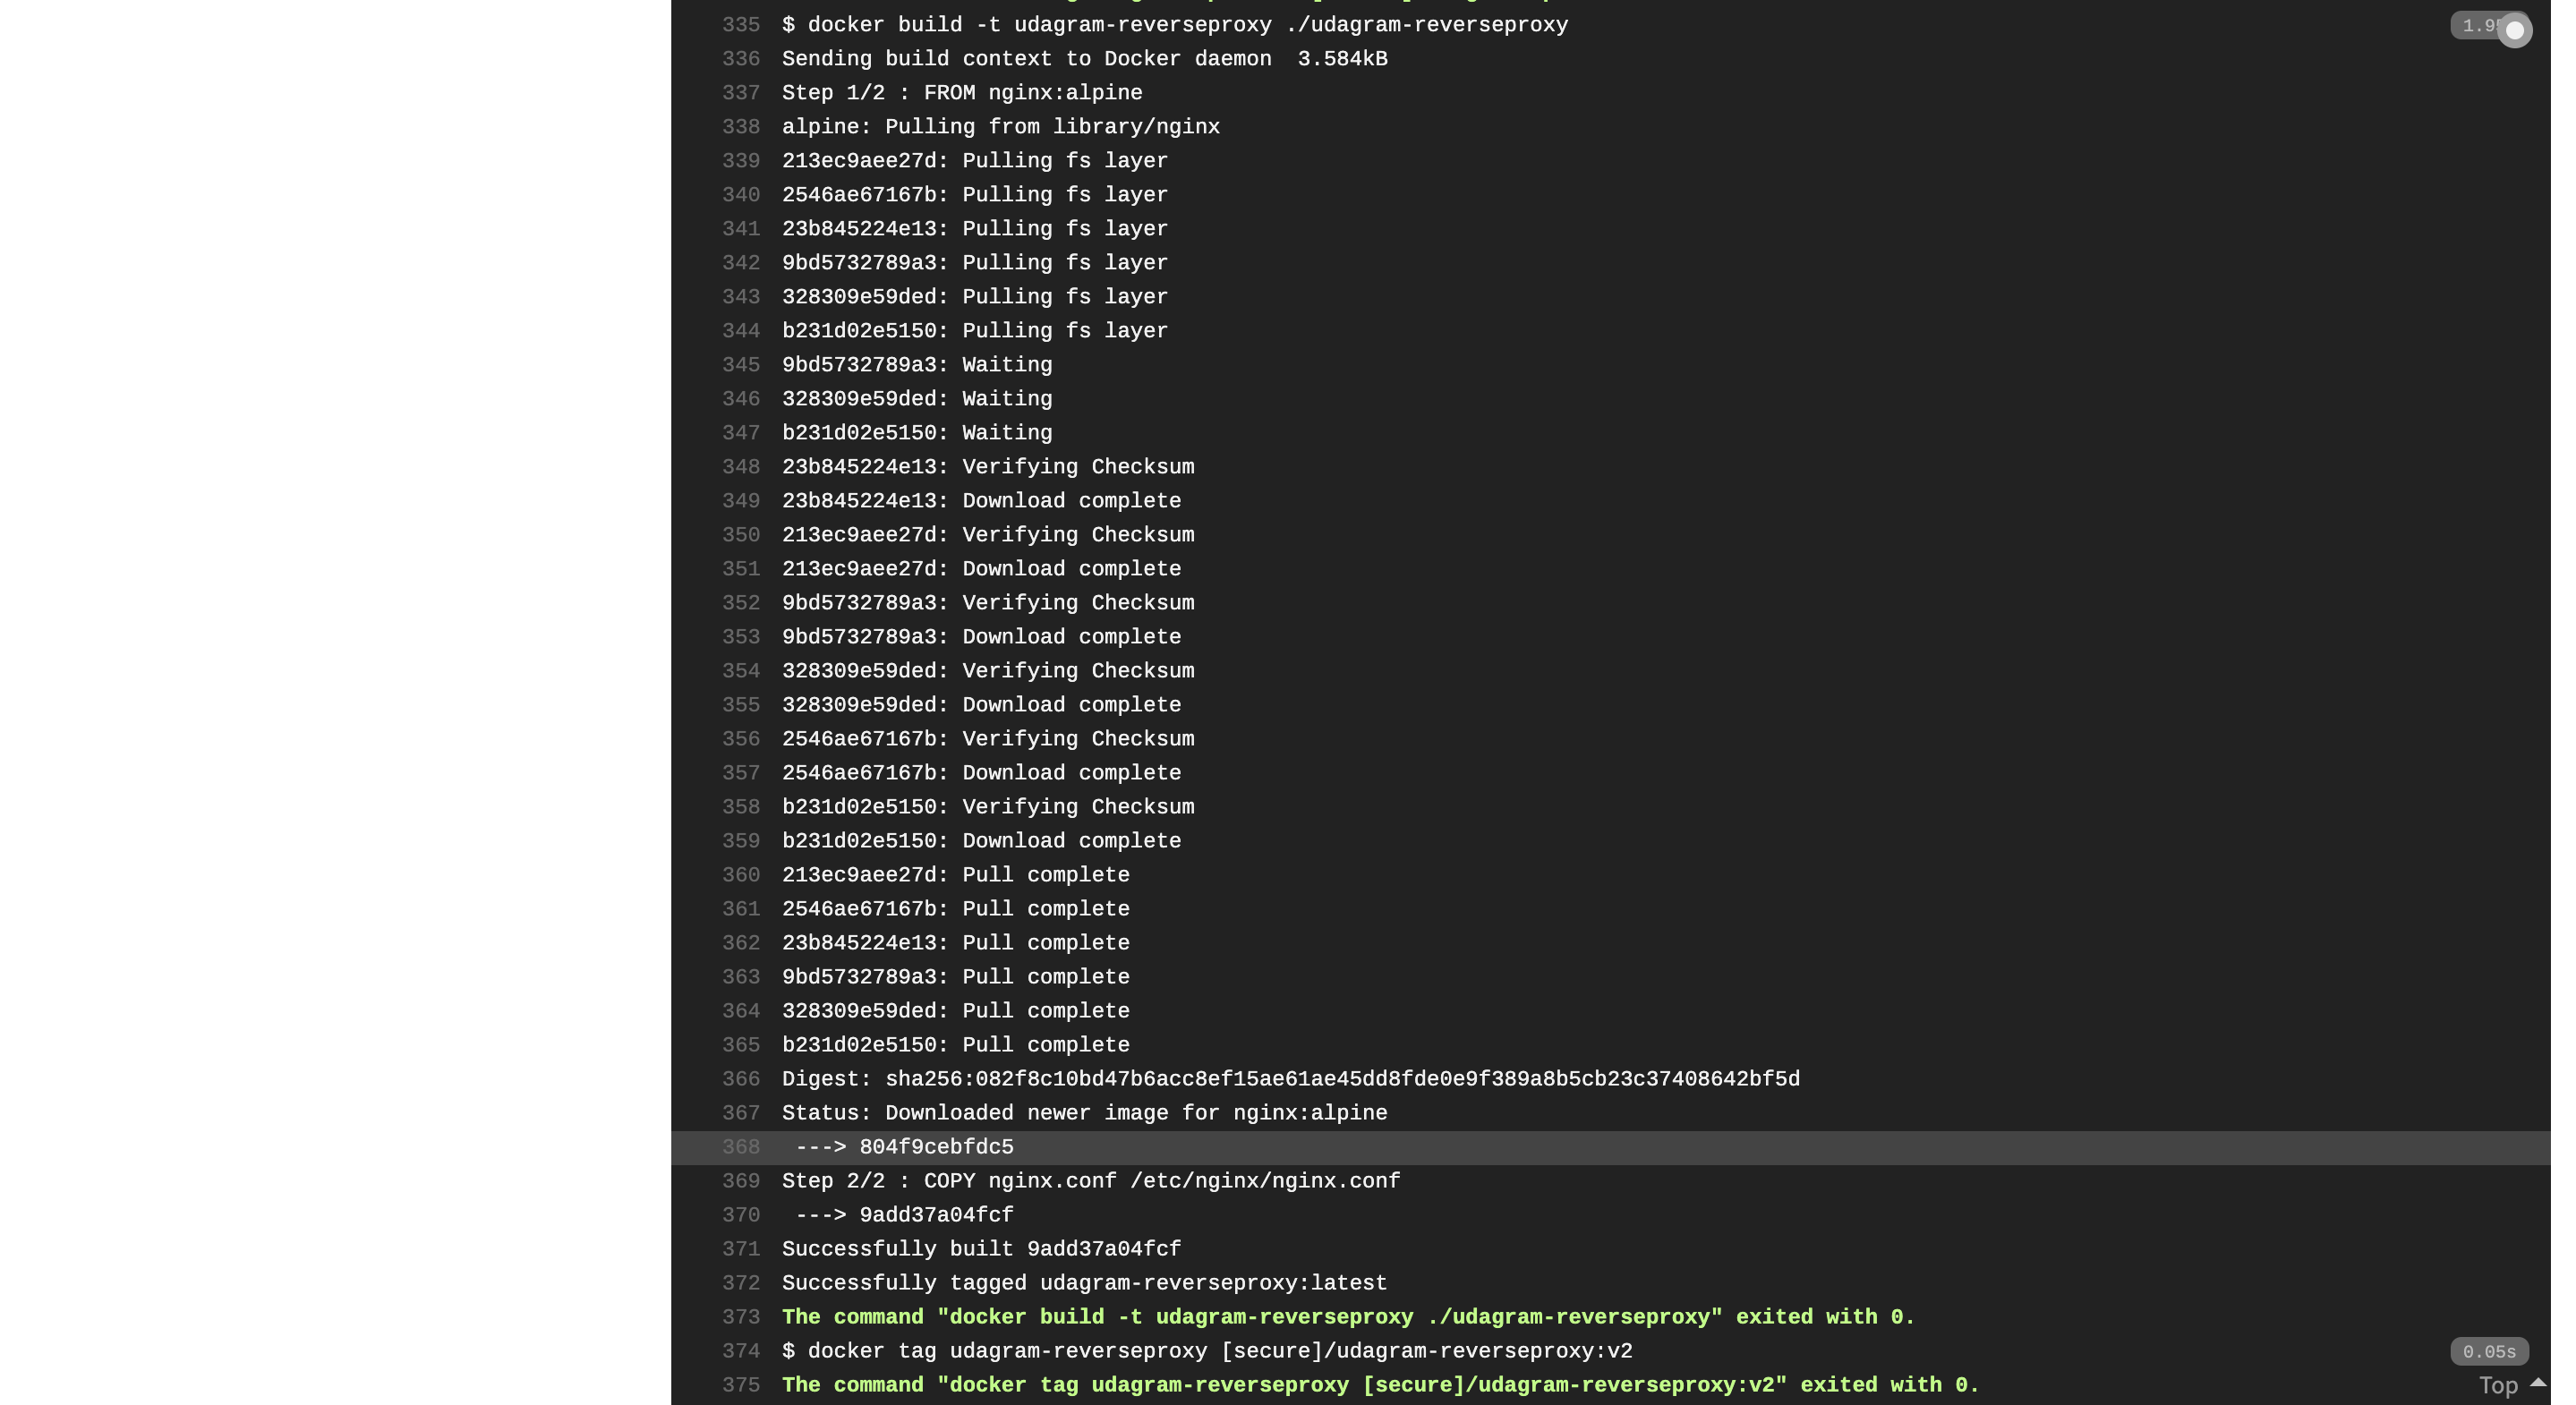 335 $ docker build -t udagram-reverseproxy ./udagram-reverseproxy
336 Sending build context to Docker daemon  3.584kB
337 Step 1/2 : FROM nginx:alpine
338 alpine: Pulling from library/nginx
339 213ec9aee27d: Pulling fs layer
340 2546ae67167b: Pulling fs layer
341 23b845224e13: Pulling fs layer
342 9bd5732789a3: Pulling fs layer
343 328309e59ded: Pulling fs layer
344 b231d02e5150: Pulling fs layer
345 9bd5732789a3: Waiting
346 328309e59ded: Waiting
347 b231d02e5150: Waiting
348 23b845224e13: Verifying Checksum
349 23b845224e13: Download complete
350 213ec9aee27d: Verifying Checksum
351 213ec9aee27d: Download complete
352 9bd5732789a3: Verifying Checksum
353 9bd5732789a3: Download complete
354 328309e59ded: Verifying Checksum
355 328309e59ded: Download complete
356 2546ae67167b: Verifying Checksum
357 2546ae67167b: Download complete
358 b231d02e5150: Verifying Checksum
359 b231d02e5150: Download complete
360 213ec9aee27d: Pull complete
361 2546ae67167b: Pull complete
362 23b845224e13: Pull complete
363 9bd5732789a3: Pull complete
364 328309e59ded: Pull complete
365 b231d02e5150: Pull complete
366 Digest: sha256:082f8c10bd47b6acc8ef15ae61ae45dd8fde0e9f389a8b5cb23c37408642bf5d
367 Status: Downloaded newer image for nginx:alpine
368  ---> 804f9cebfdc5
369 Step 2/2 : COPY nginx.conf /etc/nginx/nginx.conf
370  ---> 9add37a04fcf
371 Successfully built 9add37a04fcf
372 Successfully tagged udagram-reverseproxy:latest
373 The command "docker build -t udagram-reverseproxy ./udagram-reverseproxy" exited with 0.
374 $ docker tag udagram-reverseproxy [secure]/udagram-reverseproxy:v2 0.05s
375 The command "docker tag udagram-reverseproxy [secure]/udagram-reverseproxy:v2" exited with 0.
Top